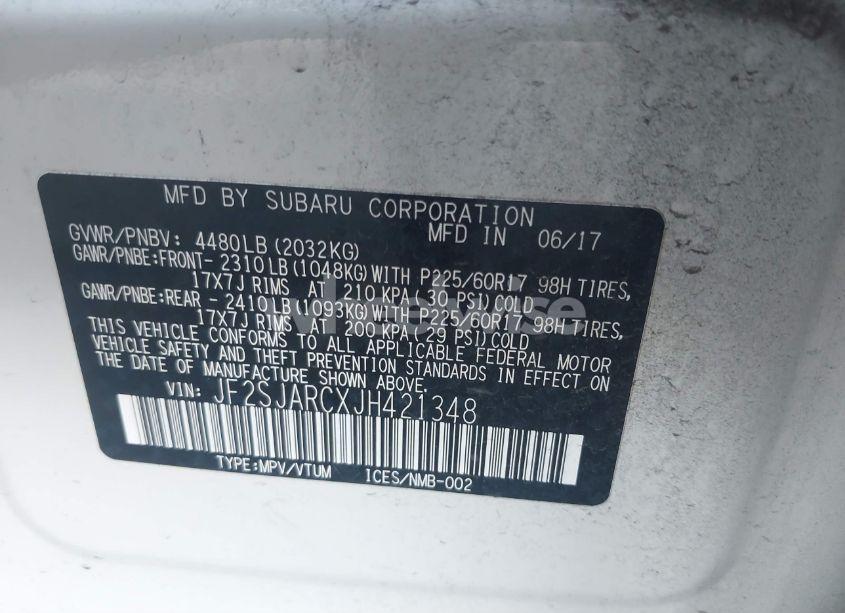 MFD BY SUBARU CORPORATION
GVWR/PNBV: 4480LB (2032KG) MFD IN 06/17
GAWR/PNBE:FRONT- 2310LB (1048KG) WITH P225/60R17 98H TIRES,
17X7J RIMS AT 210 KPA (30 PSI) COLD
GAWR/PNBE:REAR - 2410LB (1093KG) WITH P225/60R17 98H TIRES,
17X7J RIMS AT 200 KPA (29 PSI) COLD
THIS VEHICLE CONFORMS TO ALL APPLICABLE FEDERAL MOTOR
VEHICLE SAFETY AND THEFT PREVENTION STANDARDS IN EFFECT ON
THE DATE OF MANUFACTURE SHOWN ABOVE.
VIN: JF2SJARCXJH421348
TYPE:MPV/VTUM ICES/NMB-002